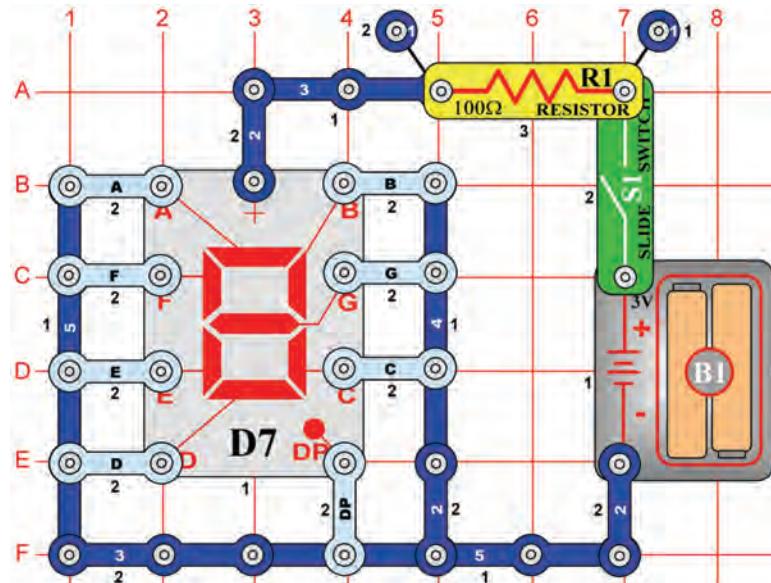 1 2 3 4 5 6 7 8
2 1 1 1
A 3 1 R1
100Ω RESISTOR
3
2 2
B A B
2 A + B 2 2 S1 SLIDE SWITCH
C F G
2 F G 2
1 5 4 1 3V
+
D E C
2 E C 2 1 B1
-
E D D D7 DP
2 1 2 DP 2 2 2 2
F 3 5
2 1